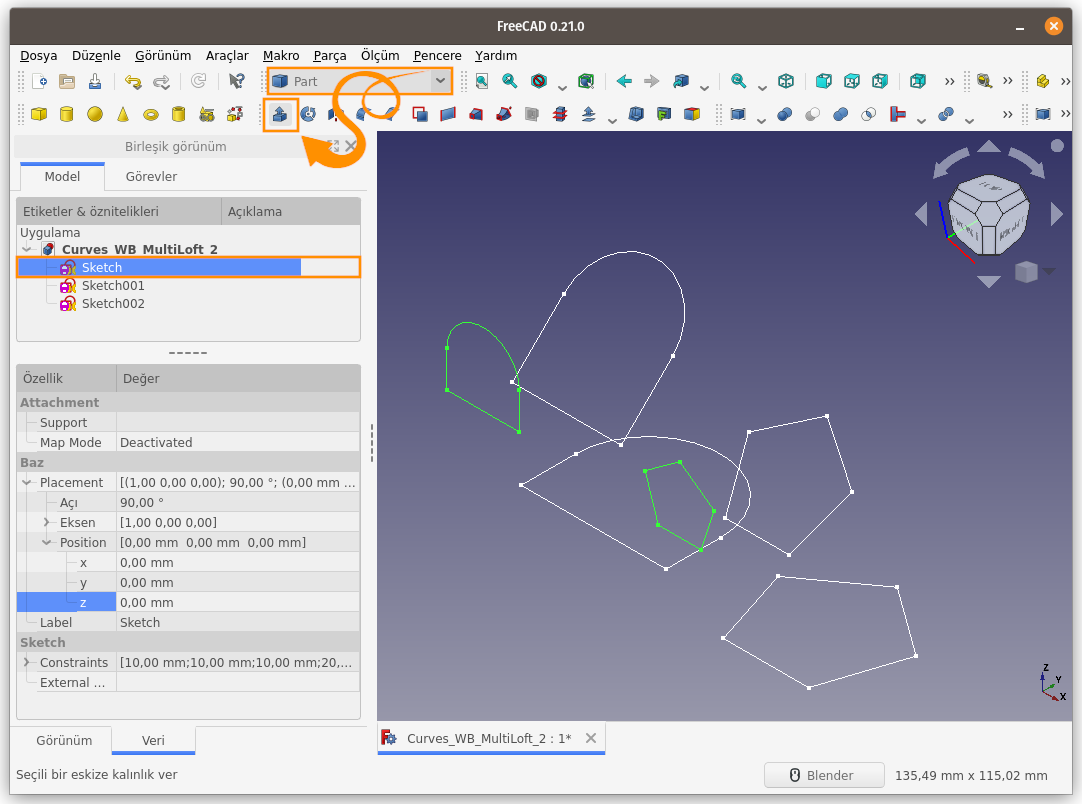 FreeCAD 0.21.0
Dosya Düzenle Görünüm Araçlar Makro Parça Ölçüm Pencere Yardım
Part
Birleşik görünüm
Model Görevler
Etiketler & öznitelikleri Açıklama
Uygulama
Curves_WB_MultiLoft_2
Sketch
Sketch001
Sketch002
Özellik Değer
Attachment
Support
Map Mode Deactivated
Baz
Placement [(1,00 0,00 0,00); 90,00 °; (0,00 mm ...
Açı 90,00 °
Eksen [1,00 0,00 0,00]
Position [0,00 mm 0,00 mm 0,00 mm]
x 0,00 mm
y 0,00 mm
z 0,00 mm
Label Sketch
Sketch
Constraints [10,00 mm;10,00 mm;10,00 mm;20,...
External ...
Z
Y
X
Görünüm Veri
Curves_WB_MultiLoft_2 : 1*
Seçili bir eskize kalınlık ver
Blender 135,49 mm x 115,02 mm